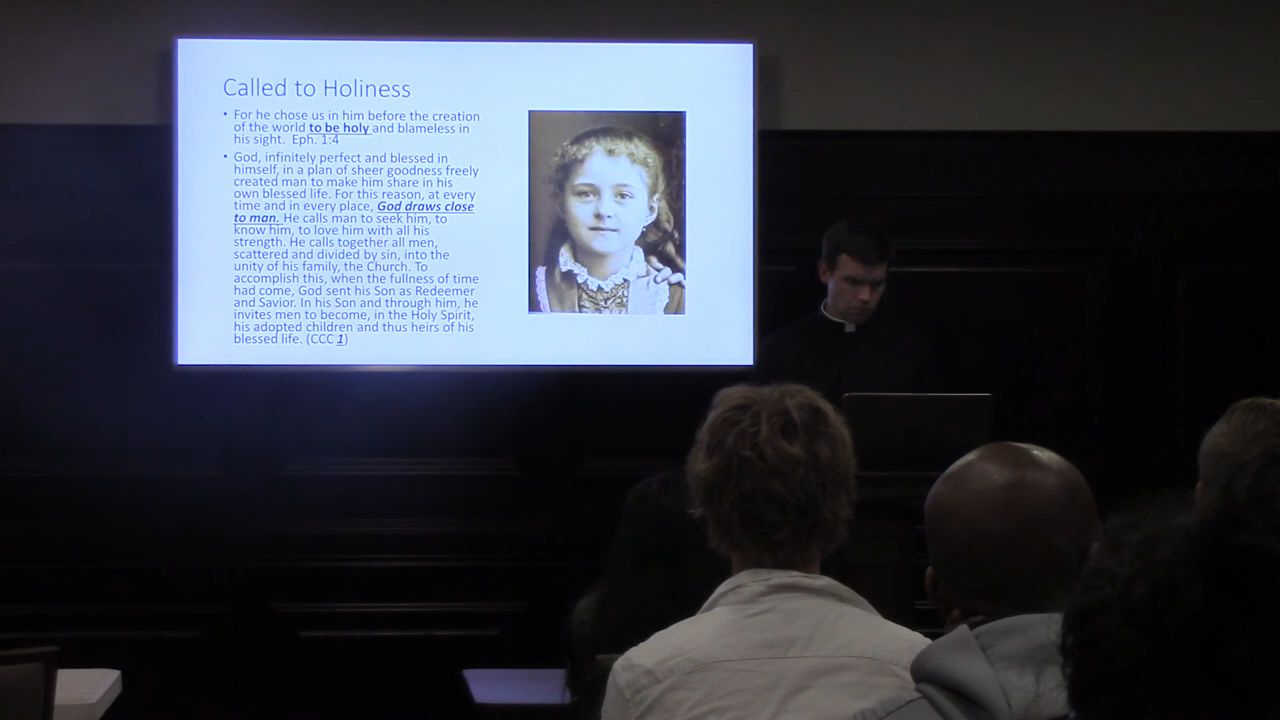 Called to Holiness
• For he chose us in him before the creation
of the world to be holy and blameless in
his sight. Eph. 1:4
• God, infinitely perfect and blessed in
himself, in a plan of sheer goodness freely
created man to make him share in his
own blessed life. For this reason, at every
time and in every place, God draws close
to man. He calls man to seek him, to
know him, to love him with all his
strength. He calls together all men,
scattered and divided by sin, into the
unity of his family, the Church. To
accomplish this, when the fullness of time
had come, God sent his Son as Redeemer
and Savior. In his Son and through him, he
invites men to become, in the Holy Spirit,
his adopted children and thus heirs of his
blessed life. (CCC 1)